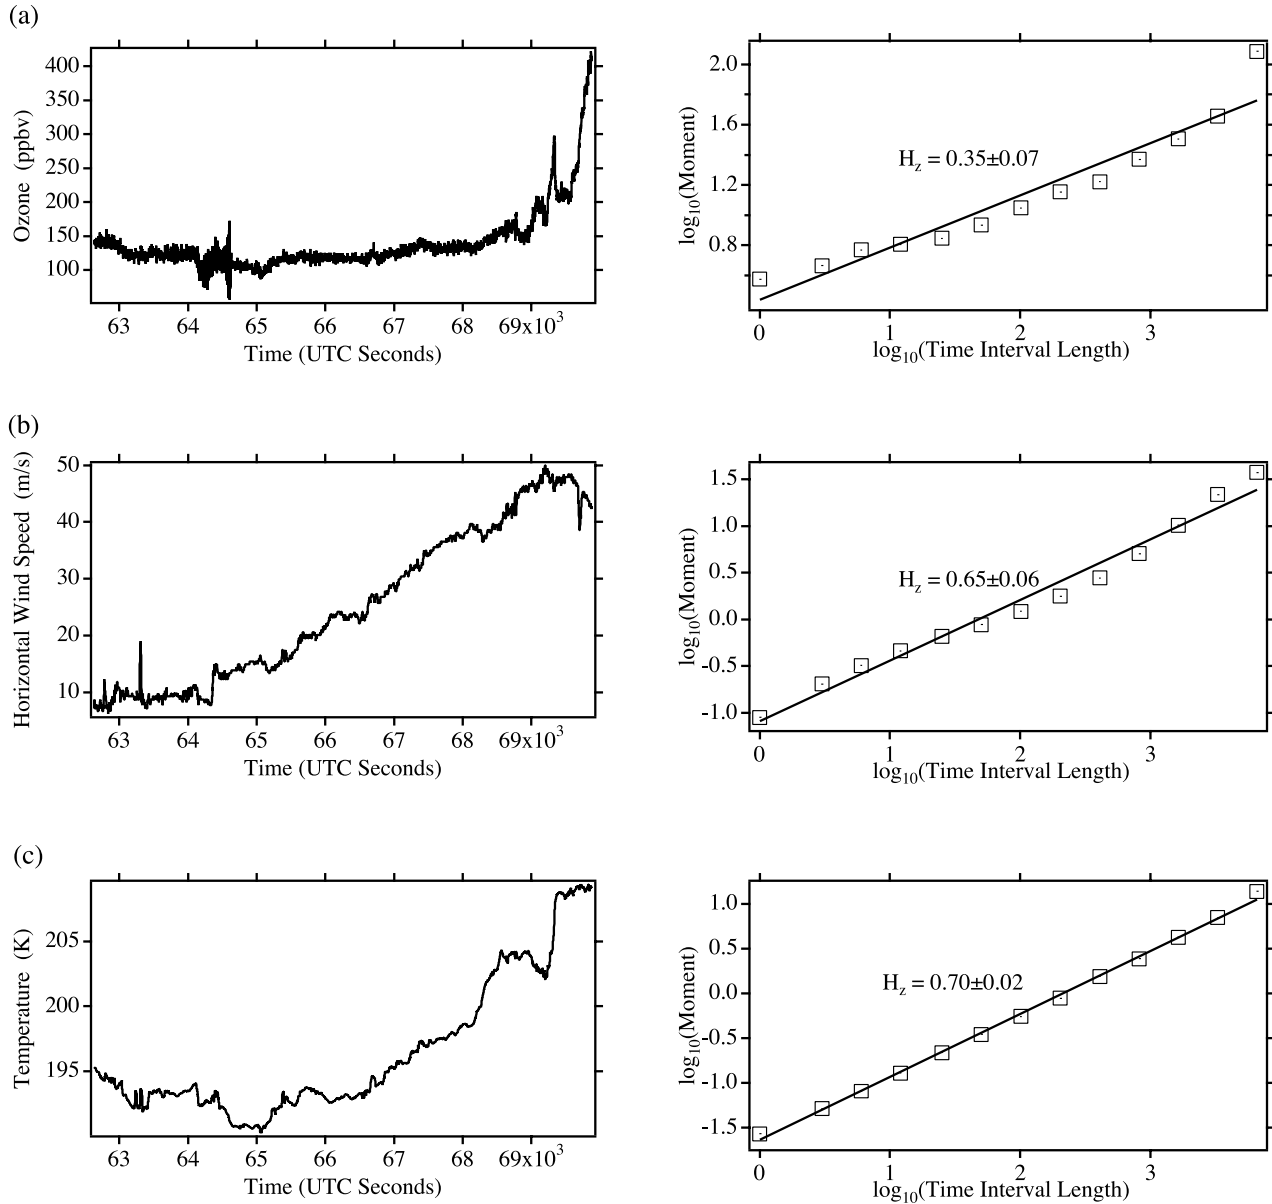 (a)
Ozone (ppbv)
400
350
300
250
200
150
100
63 64 65 66 67 68 69x10³
Time (UTC Seconds)
log₁₀(Moment)
2.0
1.6
1.2
0.8
H_z = 0.35±0.07
0 1 2 3
log₁₀(Time Interval Length)
(b)
Horizontal Wind Speed (m/s)
50
40
30
20
10
63 64 65 66 67 68 69x10³
Time (UTC Seconds)
log₁₀(Moment)
1.5
1.0
0.5
0.0
-0.5
-1.0
H_z = 0.65±0.06
0 1 2 3
log₁₀(Time Interval Length)
(c)
Temperature (K)
205
200
195
63 64 65 66 67 68 69x10³
Time (UTC Seconds)
log₁₀(Moment)
1.0
0.5
0.0
-0.5
-1.0
-1.5
H_z = 0.70±0.02
0 1 2 3
log₁₀(Time Interval Length)